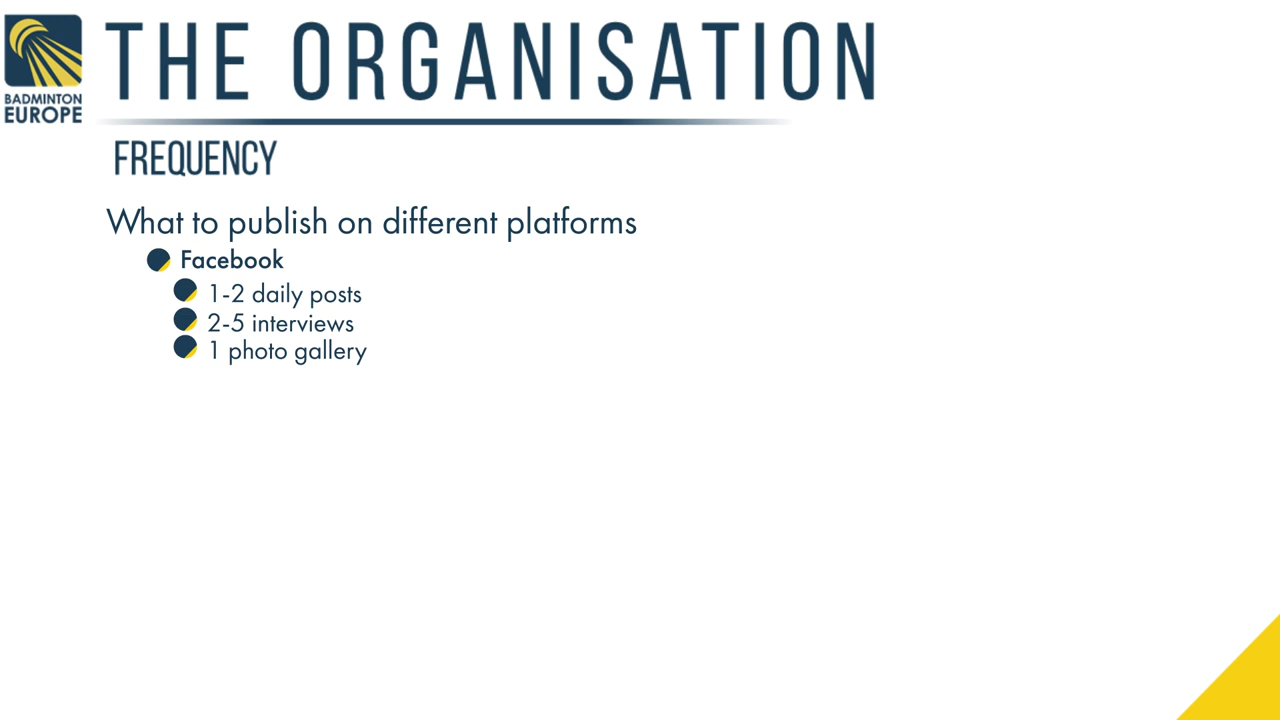 THE ORGANISATION
BADMINTON
EUROPE
FREQUENCY
What to publish on different platforms
Facebook
1-2 daily posts
2-5 interviews
1 photo gallery